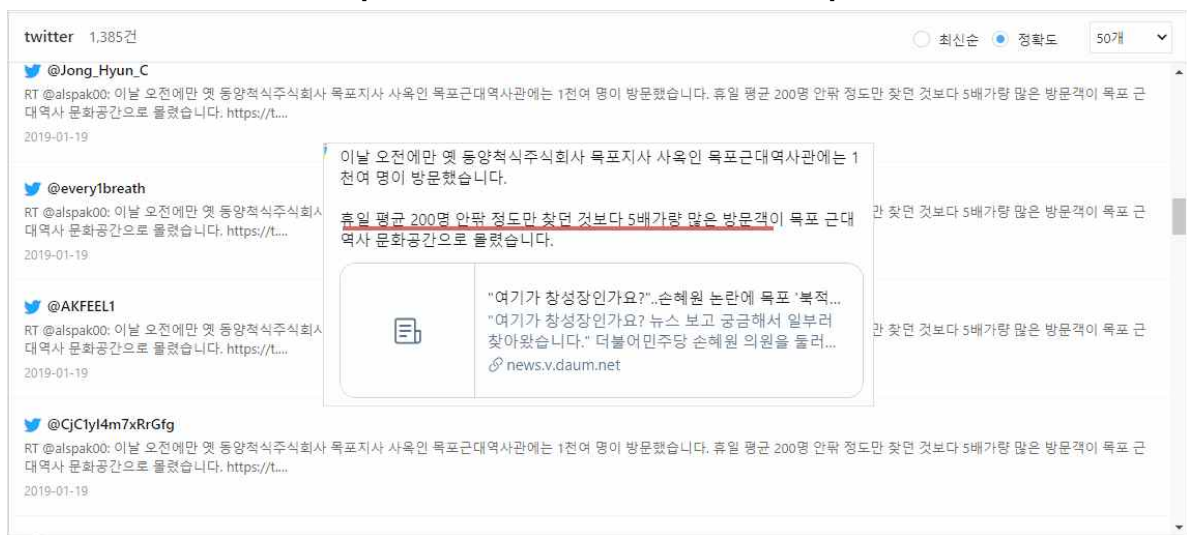 twitter 1,385건
최신순 정확도 50개
@Jong_Hyun_C
RT @alspak00: 이날 오전에만 옛 동양척식주식회사 목포지사 사옥인 목포근대역사관에는 1천여 명이 방문했습니다. 휴일 평균 200명 안팎 정도만 찾던 것보다 5배가량 많은 방문객이 목포 근
대역사 문화공간으로 몰렸습니다. https://t....
2019-01-19
@every1breath
RT @alspak00: 이날 오전에만 옛 동양척식주식회사
만 찾던 것보다 5배가량 많은 방문객이 목포 근
대역사 문화공간으로 몰렸습니다. https://t....
2019-01-19
@AKFEEL1
RT @alspak00: 이날 오전에만 옛 동양척식주식회사
만 찾던 것보다 5배가량 많은 방문객이 목포 근
대역사 문화공간으로 몰렸습니다. https://t....
2019-01-19
이날 오전에만 옛 동양척식주식회사 목포지사 사옥인 목포근대역사관에는 1
천여 명이 방문했습니다.
휴일 평균 200명 안팎 정도만 찾던 것보다 5배가량 많은 방문객이 목포 근대
역사 문화공간으로 몰렸습니다.
"여기가 창성장인가요?"..손혜원 논란에 목포 '북적...
"여기가 창성장인가요? 뉴스 보고 궁금해서 일부러
찾아왔습니다." 더불어민주당 손혜원 의원을 둘러...
news.v.daum.net
@CjC1yI4m7xRrGfg
RT @alspak00: 이날 오전에만 옛 동양척식주식회사 목포지사 사옥인 목포근대역사관에는 1천여 명이 방문했습니다. 휴일 평균 200명 안팎 정도만 찾던 것보다 5배가량 많은 방문객이 목포 근
대역사 문화공간으로 몰렸습니다. https://t....
2019-01-19